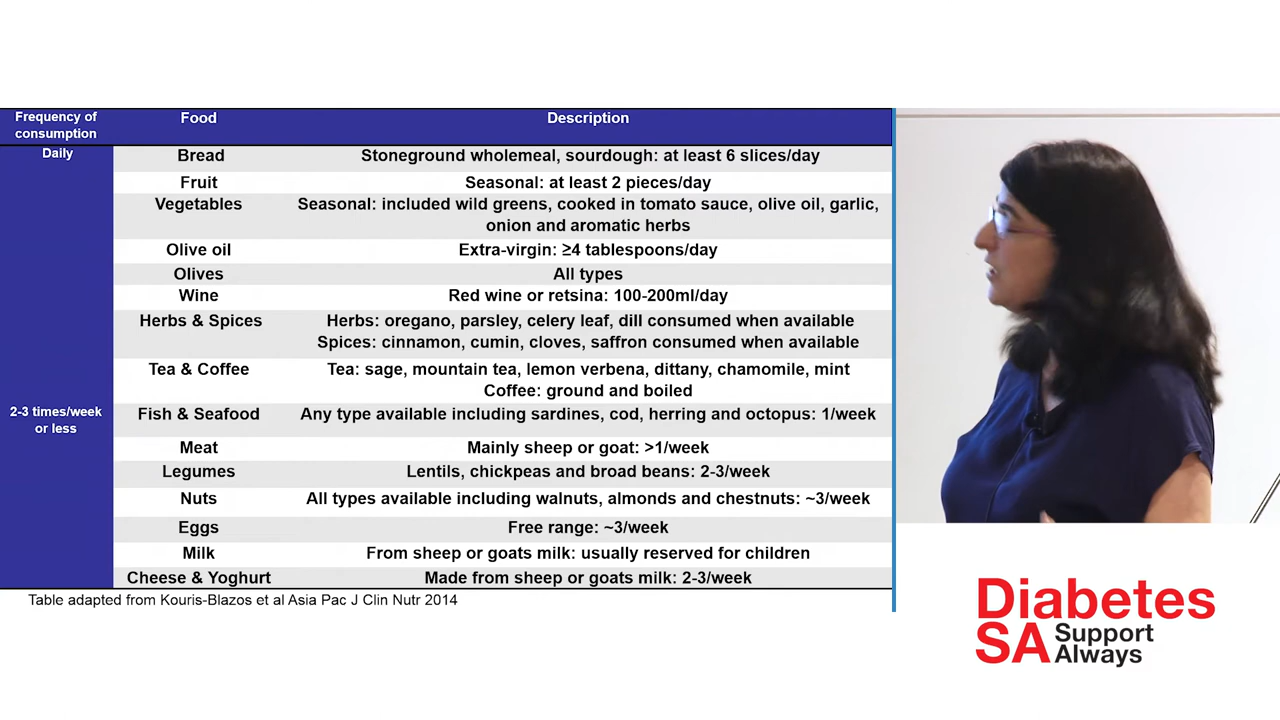 Frequency of
consumption
Food
Description
Daily
Bread
Stoneground wholemeal, sourdough: at least 6 slices/day
Fruit
Seasonal: at least 2 pieces/day
Vegetables
Seasonal: included wild greens, cooked in tomato sauce, olive oil, garlic,
onion and aromatic herbs
Olive oil
Extra-virgin: ≥4 tablespoons/day
Olives
All types
Wine
Red wine or retsina: 100-200ml/day
Herbs & Spices
Herbs: oregano, parsley, celery leaf, dill consumed when available
Spices: cinnamon, cumin, cloves, saffron consumed when available
Tea & Coffee
Tea: sage, mountain tea, lemon verbena, dittany, chamomile, mint
Coffee: ground and boiled
2-3 times/week
or less
Fish & Seafood
Any type available including sardines, cod, herring and octopus: 1/week
Meat
Mainly sheep or goat: >1/week
Legumes
Lentils, chickpeas and broad beans: 2-3/week
Nuts
All types available including walnuts, almonds and chestnuts: ~3/week
Eggs
Free range: ~3/week
Milk
From sheep or goats milk: usually reserved for children
Cheese & Yoghurt
Made from sheep or goats milk: 2-3/week
Table adapted from Kouris-Blazos et al Asia Pac J Clin Nutr 2014
Diabetes
SA Support
Always